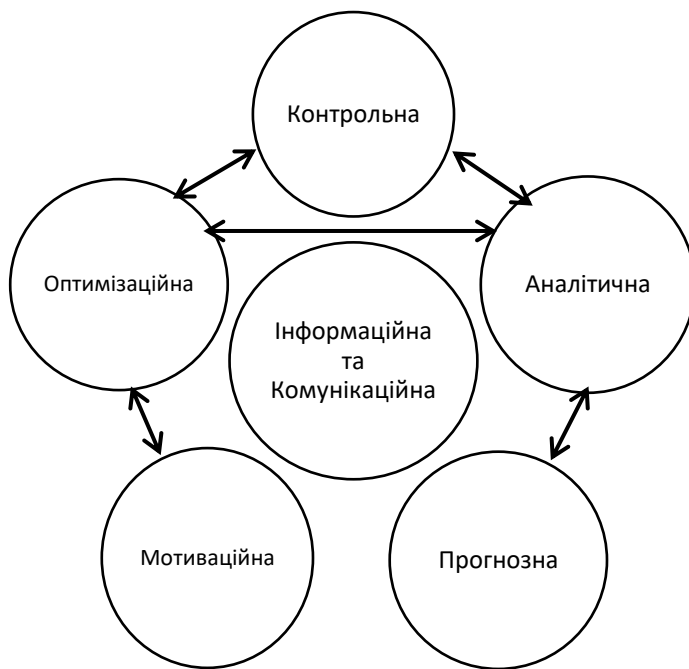 Контрольна
Оптимізаційна
Аналітична
Інформаційна
та
Комунікаційна
Мотиваційна
Прогнозна